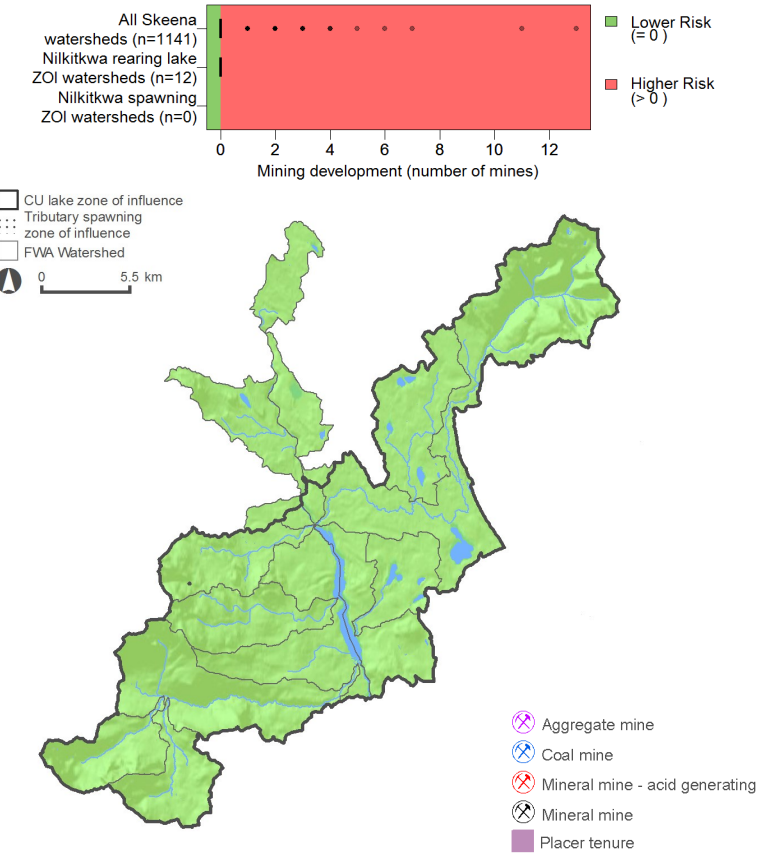 All Skeena
watersheds (n=1141)
Nilkitkwa rearing lake
ZOI watersheds (n=12)
Nilkitkwa spawning
ZOI watersheds (n=0)
Lower Risk
(= 0 )
Higher Risk
(> 0 )
0 2 4 6 8 10 12
Mining development (number of mines)
CU lake zone of influence
Tributary spawning
zone of influence
FWA Watershed
0 5.5 km
Aggregate mine
Coal mine
Mineral mine - acid generating
Mineral mine
Placer tenure